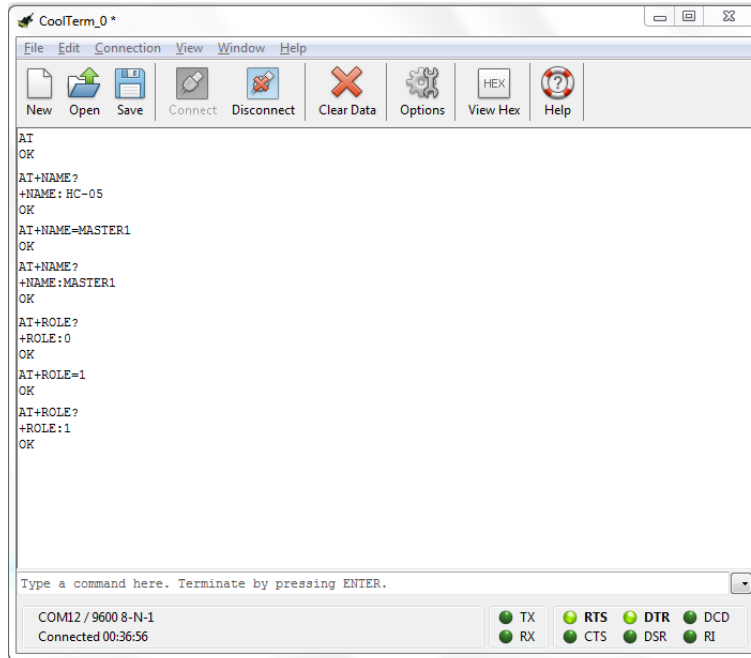 CoolTerm_0 *
File Edit Connection View Window Help
HEX
New Open Save Connect Disconnect Clear Data Options View Hex Help
AT
OK
AT+NAME?
+NAME: HC-05
OK
AT+NAME=MASTER1
OK
AT+NAME?
+NAME:MASTER1
OK
AT+ROLE?
+ROLE:0
OK
AT+ROLE=1
OK
AT+ROLE?
+ROLE:1
OK
Type a command here. Terminate by pressing ENTER.
COM12 / 9600 8-N-1 TX RTS DTR DCD
Connected 00:36:56 RX CTS DSR RI